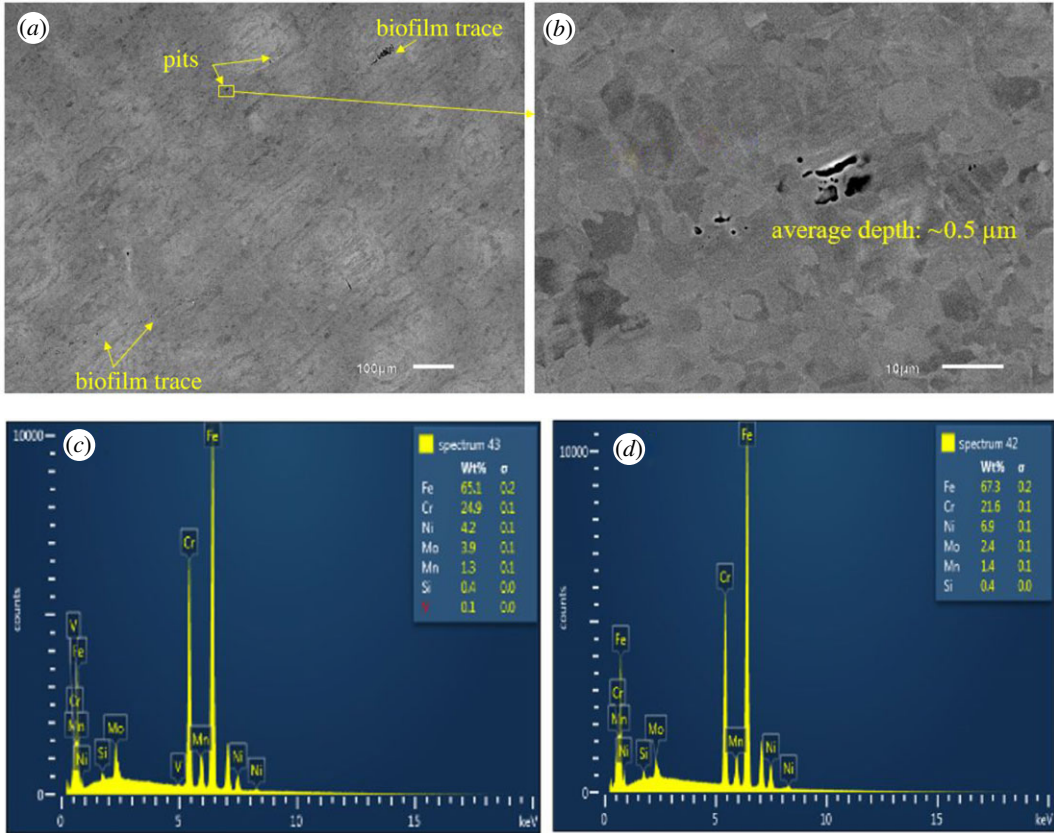 (a)
biofilm trace
pits
biofilm trace
100µm
(b)
average depth: ~0.5 µm
10µm
(c)
10000
counts
0
Fe
Cr
V
Fe
Cr
Mn
Ni
Si
Mo
V
Mn
Ni
Ni
0 5 10 15 keV
spectrum 43
Wt% σ
Fe 65.1 0.2
Cr 24.9 0.1
Ni 4.2 0.1
Mo 3.9 0.1
Mn 1.3 0.1
Si 0.4 0.0
0.1 0.0
(d)
10000
counts
0
Fe
Cr
Fe
Cr
Mn
Ni
Si
Mo
Mn
Ni
Ni
0 5 10 15 keV
spectrum 42
Wt% σ
Fe 67.3 0.2
Cr 21.6 0.1
Ni 6.9 0.1
Mo 2.4 0.1
Mn 1.4 0.1
Si 0.4 0.0